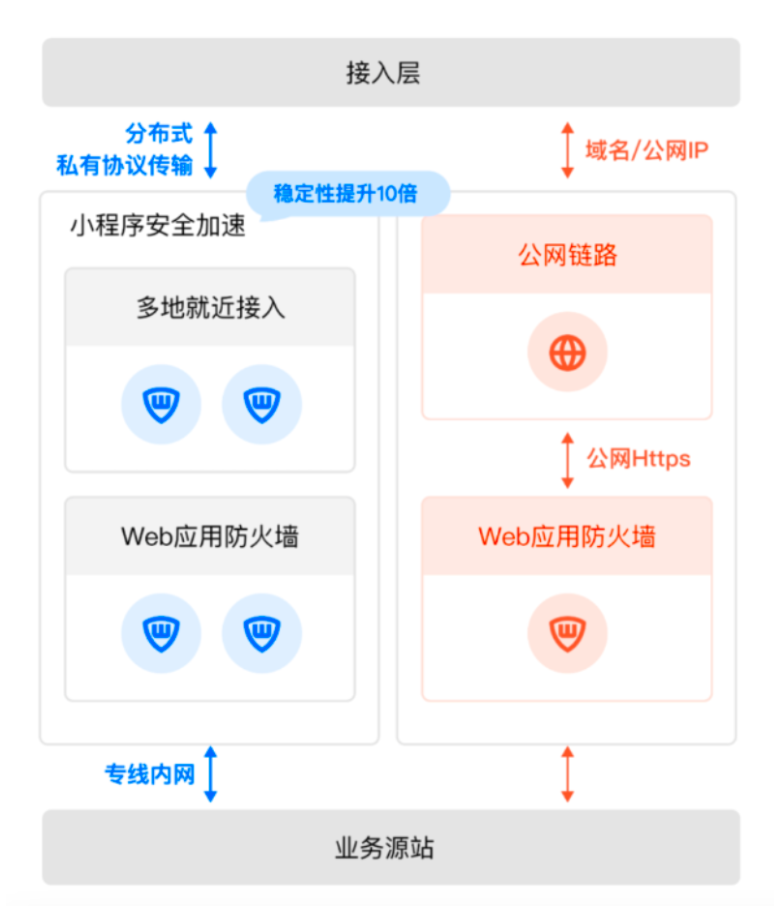 接入层
分布式
私有协议传输
域名/公网IP
稳定性提升10倍
小程序安全加速
公网链路
多地就近接入
公网Https
Web应用防火墙
Web应用防火墙
专线内网
业务源站